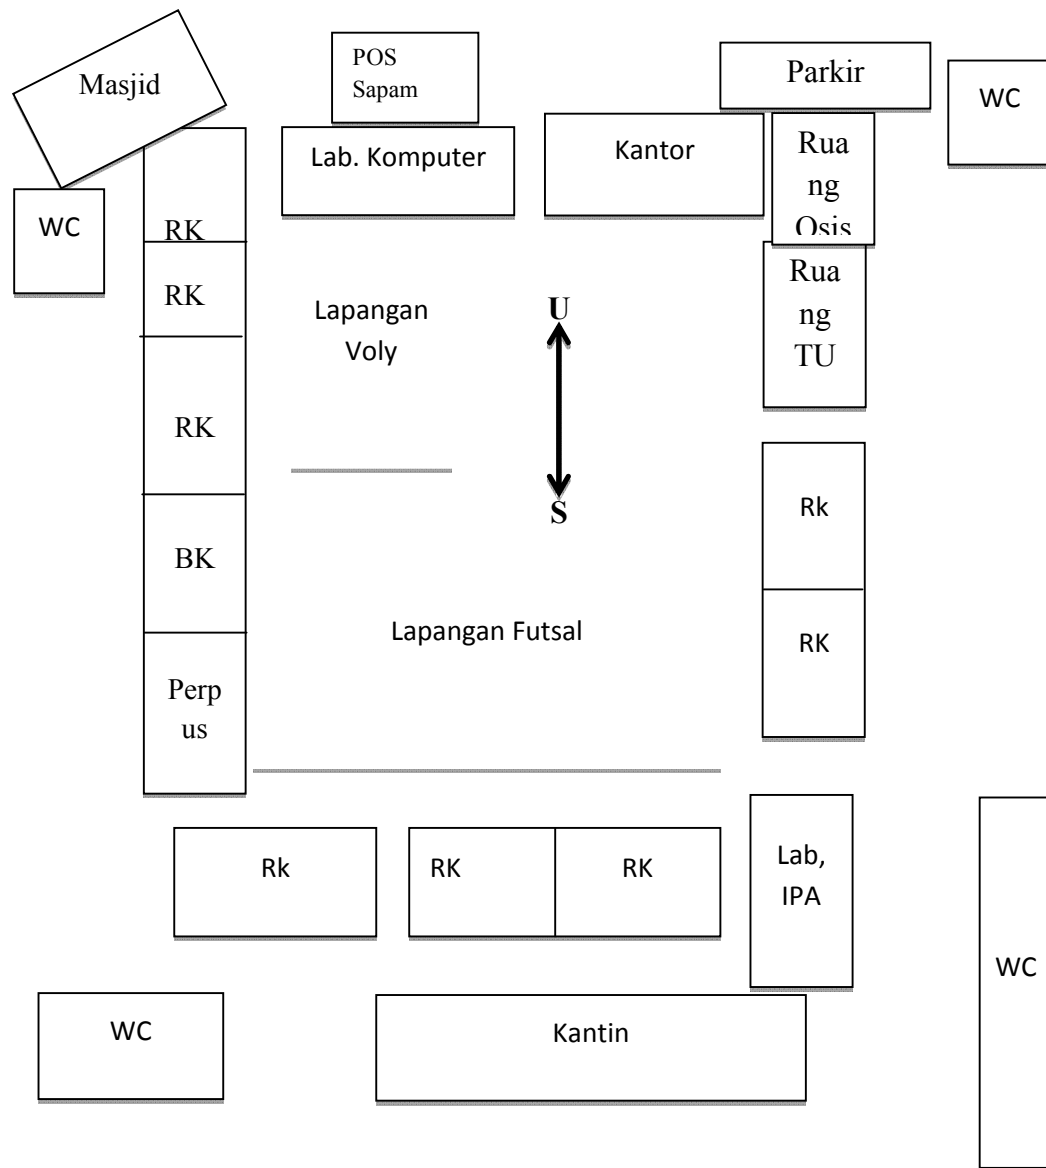 POS
Sapam
Masjid
Parkir
WC
Lab. Komputer
Kantor
Rua
ng
Osis
WC
RK
RK
Lapangan
Voly
U
Rua
ng
TU
RK
S
Rk
BK
Lapangan Futsal
RK
Perp
us
Rk
RK
RK
Lab,
IPA
WC
WC
Kantin